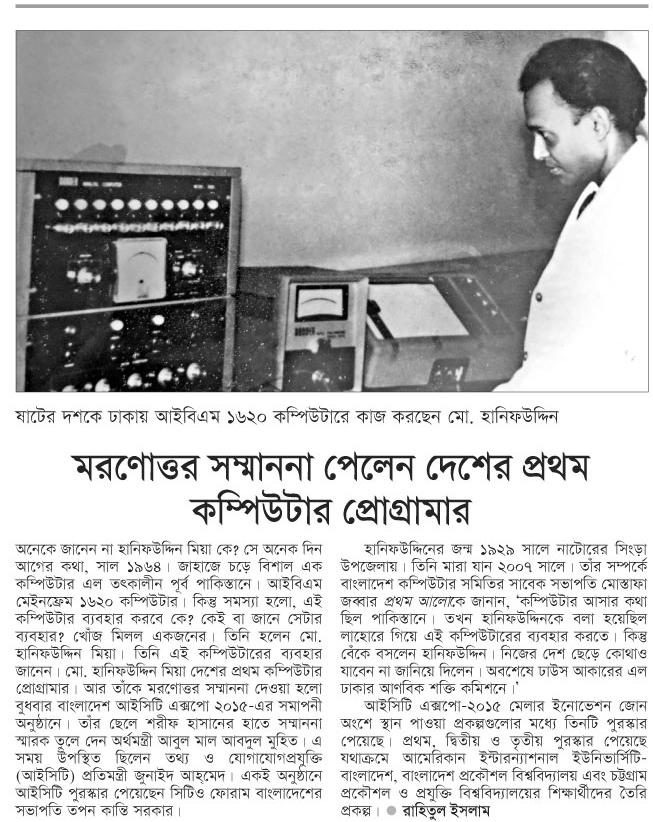 ANALOG COMPUTER
ষাটের দশকে ঢাকায় আইবিএম ১৬২০ কম্পিউটারে কাজ করছেন মো. হানিফউদ্দিন
মরণোত্তর সম্মাননা পেলেন দেশের প্রথম
কম্পিউটার প্রোগ্রামার
অনেকে জানেন না হানিফউদ্দিন মিয়া কে? সে অনেক দিন
আগের কথা, সাল ১৯৬৪। জাহাজে চড়ে বিশাল এক
কম্পিউটার এল তৎকালীন পূর্ব পাকিস্তানে। আইবিএম
মেইনফ্রেম ১৬২০ কম্পিউটার। কিন্তু সমস্যা হলো, এই
কম্পিউটার ব্যবহার করবে কে? কেই বা জানে সেটার
ব্যবহার? খোঁজ মিলল একজনের। তিনি হলেন মো.
হানিফউদ্দিন মিয়া। তিনি এই কম্পিউটারের ব্যবহার
জানেন। মো. হানিফউদ্দিন মিয়া দেশের প্রথম কম্পিউটার
প্রোগ্রামার। আর তাঁকে মরণোত্তর সম্মাননা দেওয়া হলো
বুধবার বাংলাদেশ আইসিটি এক্সপো ২০১৫-এর সমাপনী
অনুষ্ঠানে। তাঁর ছেলে শরীফ হাসানের হাতে সম্মাননা
স্মারক তুলে দেন অর্থমন্ত্রী আবুল মাল আবদুল মুহিত। এ
সময় উপস্থিত ছিলেন তথ্য ও যোগাযোগপ্রযুক্তি
(আইসিটি) প্রতিমন্ত্রী জুনাইদ আহ্‌মেদ। একই অনুষ্ঠানে
আইসিটি পুরস্কার পেয়েছেন সিটিও ফোরাম বাংলাদেশের
সভাপতি তপন কান্তি সরকার।
হানিফউদ্দিনের জন্ম ১৯২৯ সালে নাটোরের সিংড়া
উপজেলায়। তিনি মারা যান ২০০৭ সালে। তাঁর সম্পর্কে
বাংলাদেশ কম্পিউটার সমিতির সাবেক সভাপতি মোস্তাফা
জব্বার প্রথম আলোকে জানান, ‘কম্পিউটার আসার কথা
ছিল পাকিস্তানে। তখন হানিফউদ্দিনকে বলা হয়েছিল
লাহোরে গিয়ে এই কম্পিউটারের ব্যবহার করতে। কিন্তু
বেঁকে বসলেন হানিফউদ্দিন। নিজের দেশ ছেড়ে কোথাও
যাবেন না জানিয়ে দিলেন। অবশেষে ঢাউস আকারের এল
ঢাকার আণবিক শক্তি কমিশনে।’
আইসিটি এক্সপো-২০১৫ মেলার ইনোভেশন জোন
অংশে স্থান পাওয়া প্রকল্পগুলোর মধ্যে তিনটি পুরস্কার
পেয়েছে। প্রথম, দ্বিতীয় ও তৃতীয় পুরস্কার পেয়েছে
যথাক্রমে আমেরিকান ইন্টারন্যাশনাল ইউনিভার্সিটি-
বাংলাদেশ, বাংলাদেশ প্রকৌশল বিশ্ববিদ্যালয় এবং চট্টগ্রাম
প্রকৌশল ও প্রযুক্তি বিশ্ববিদ্যালয়ের শিক্ষার্থীদের তৈরি
প্রকল্প। ● রাহিতুল ইসলাম